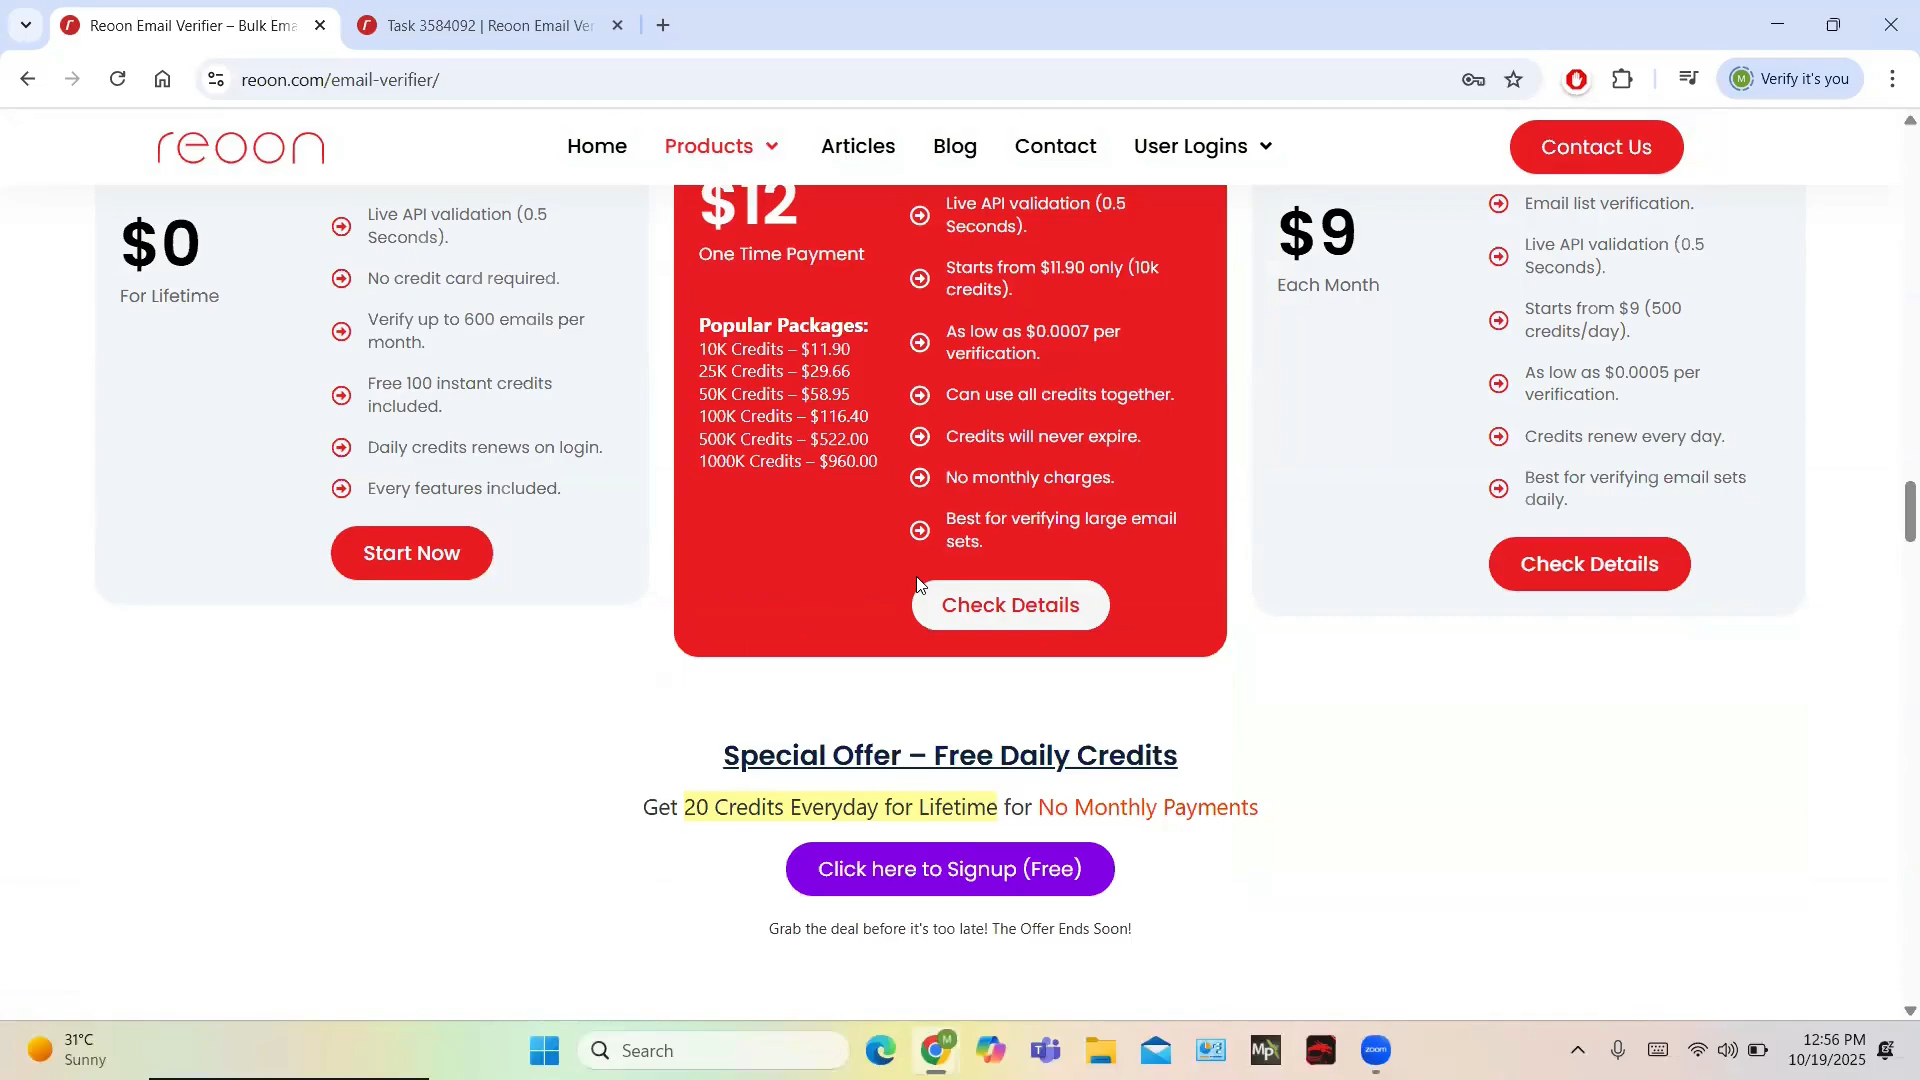 Reoon Email Verifier – Bulk Ema
Task 3584092 | Reoon Email Ver
reoon.com/email-verifier/
M
Verify it's you
reoon
Home
Products
Articles
Blog
Contact
User Logins
Contact Us
$0
For Lifetime
Live API validation (0.5
Seconds).
No credit card required.
Verify up to 600 emails per
month.
Free 100 instant credits
included.
Daily credits renews on login.
Every features included.
Start Now
$12
One Time Payment
Popular Packages:
10K Credits – $11.90
25K Credits – $29.66
50K Credits – $58.95
100K Credits – $116.40
500K Credits – $522.00
1000K Credits – $960.00
Live API validation (0.5
Seconds).
Starts from $11.90 only (10k
credits).
As low as $0.0007 per
verification.
Can use all credits together.
Credits will never expire.
No monthly charges.
Best for verifying large email
sets.
Check Details
$9
Each Month
Email list verification.
Live API validation (0.5
Seconds).
Starts from $9 (500
credits/day).
As low as $0.0005 per
verification.
Credits renew every day.
Best for verifying email sets
daily.
Check Details
Special Offer – Free Daily Credits
Get 20 Credits Everyday for Lifetime for No Monthly Payments
Click here to Signup (Free)
Grab the deal before it's too late! The Offer Ends Soon!
31°C
Sunny
Search
M
zoom
12:56 PM
10/19/2025